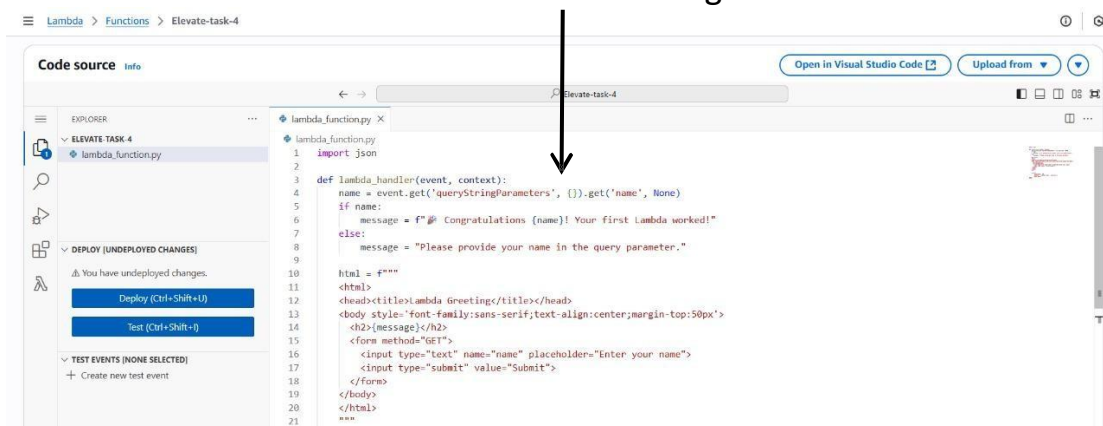 Lambda > Functions > Elevate-task-4
Code source Info
Open in Visual Studio Code
Upload from
Elevate-task-4
EXPLORER
ELEVATE-TASK-4
lambda_function.py
1
DEPLOY [UNDEPLOYED CHANGES]
You have undeployed changes.
Deploy (Ctrl+Shift+U)
Test (Ctrl+Shift+I)
TEST EVENTS [NONE SELECTED]
+ Create new test event
lambda_function.py ×
lambda_function.py
1 import json
2
3 def lambda_handler(event, context):
4     name = event.get('queryStringParameters', {}).get('name', None)
5     if name:
6         message = f"🎉 Congratulations {name}! Your first Lambda worked!"
7     else:
8         message = "Please provide your name in the query parameter."
9
10     html = f"""
11     <html>
12     <head><title>Lambda Greeting</title></head>
13     <body style='font-family:sans-serif;text-align:center;margin-top:50px'>
14       <h2>{message}</h2>
15       <form method="GET">
16         <input type="text" name="name" placeholder="Enter your name">
17         <input type="submit" value="Submit">
18       </form>
19     </body>
20     </html>
21     """